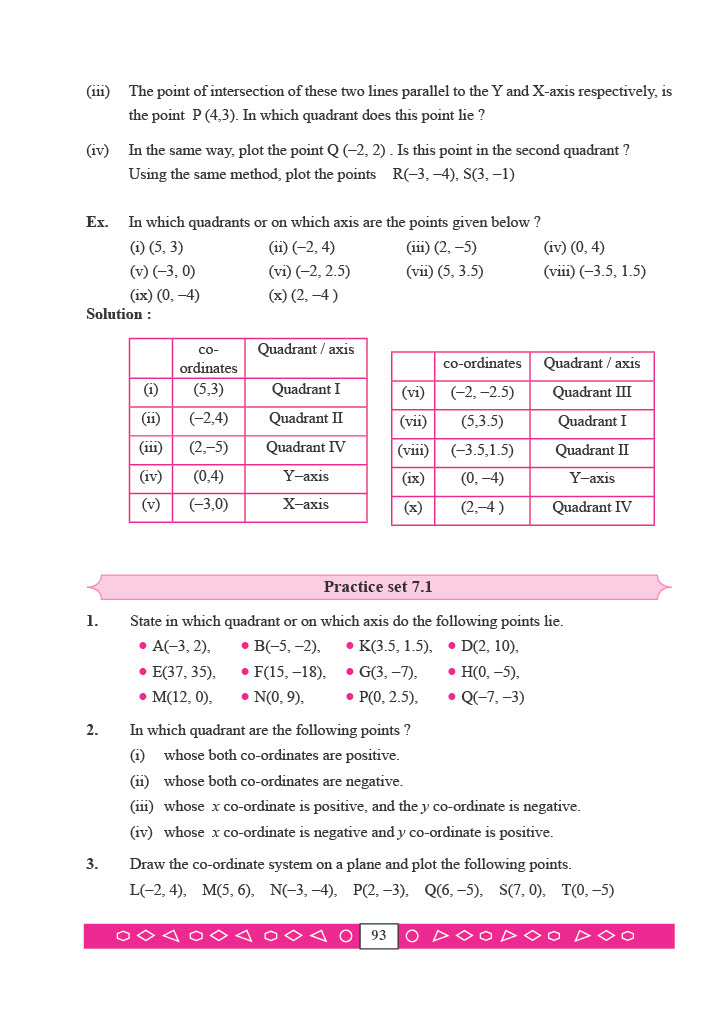 (iii) The point of intersection of these two lines parallel to the Y and X-axis respectively, is
the point P (4,3). In which quadrant does this point lie ?
(iv) In the same way, plot the point Q (–2, 2) . Is this point in the second quadrant ?
Using the same method, plot the points R(–3, –4), S(3, –1)
Ex. In which quadrants or on which axis are the points given below ?
(i) (5, 3) (ii) (–2, 4) (iii) (2, –5) (iv) (0, 4)
(v) (–3, 0) (vi) (–2, 2.5) (vii) (5, 3.5) (viii) (–3.5, 1.5)
(ix) (0, –4) (x) (2, –4 )
Solution :
co-
ordinates Quadrant / axis
(i) (5,3) Quadrant I
(ii) (–2,4) Quadrant II
(iii) (2,–5) Quadrant IV
(iv) (0,4) Y–axis
(v) (–3,0) X–axis
co-ordinates Quadrant / axis
(vi) (–2, –2.5) Quadrant III
(vii) (5,3.5) Quadrant I
(viii) (–3.5,1.5) Quadrant II
(ix) (0, –4) Y–axis
(x) (2,–4 ) Quadrant IV
Practice set 7.1
1. State in which quadrant or on which axis do the following points lie.
• A(–3, 2), • B(–5, –2), • K(3.5, 1.5), • D(2, 10),
• E(37, 35), • F(15, –18), • G(3, –7), • H(0, –5),
• M(12, 0), • N(0, 9), • P(0, 2.5), • Q(–7, –3)
2. In which quadrant are the following points ?
(i) whose both co-ordinates are positive.
(ii) whose both co-ordinates are negative.
(iii) whose x co-ordinate is positive, and the y co-ordinate is negative.
(iv) whose x co-ordinate is negative and y co-ordinate is positive.
3. Draw the co-ordinate system on a plane and plot the following points.
L(–2, 4), M(5, 6), N(–3, –4), P(2, –3), Q(6, –5), S(7, 0), T(0, –5)
93